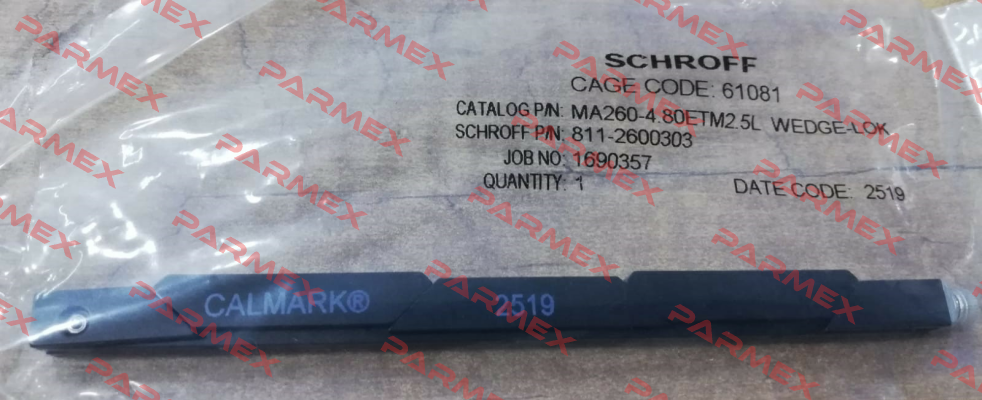 SCHROFF
CAGE CODE: 61081
CATALOG P/N: MA260-4.80ETM2.5L WEDGE-LOK
SCHROFF P/N: 811-2600303
JOB NO: 1690357
QUANTITY: 1 DATE CODE: 2519
CALMARK® 2519
PARMEX